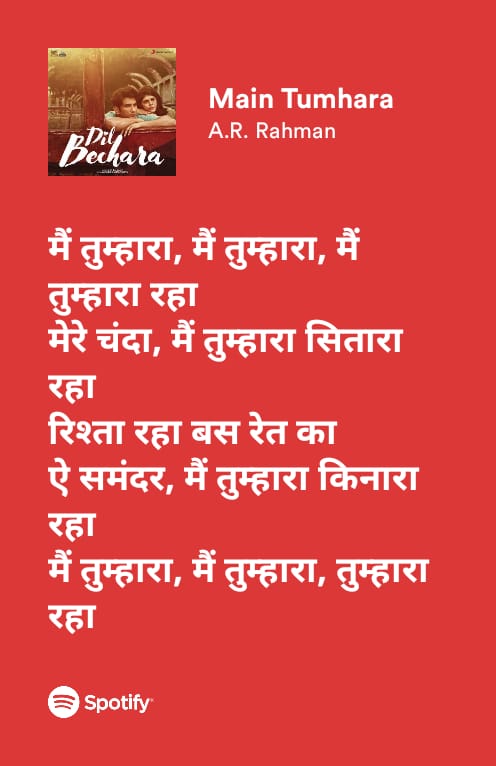 Dil
Bechara
Main Tumhara
A.R. Rahman
मैं तुम्हारा, मैं तुम्हारा, मैं
तुम्हारा रहा
मेरे चंदा, मैं तुम्हारा सितारा
रहा
रिश्ता रहा बस रेत का
ऐ समंदर, मैं तुम्हारा किनारा
रहा
मैं तुम्हारा, मैं तुम्हारा, तुम्हारा
रहा
Spotify